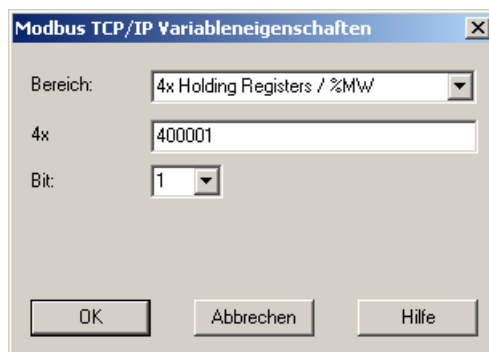 Modbus TCP/IP Variableneigenschaften
Bereich: 4x Holding Registers / %MW
4x 400001
Bit: 1
OK Abbrechen Hilfe